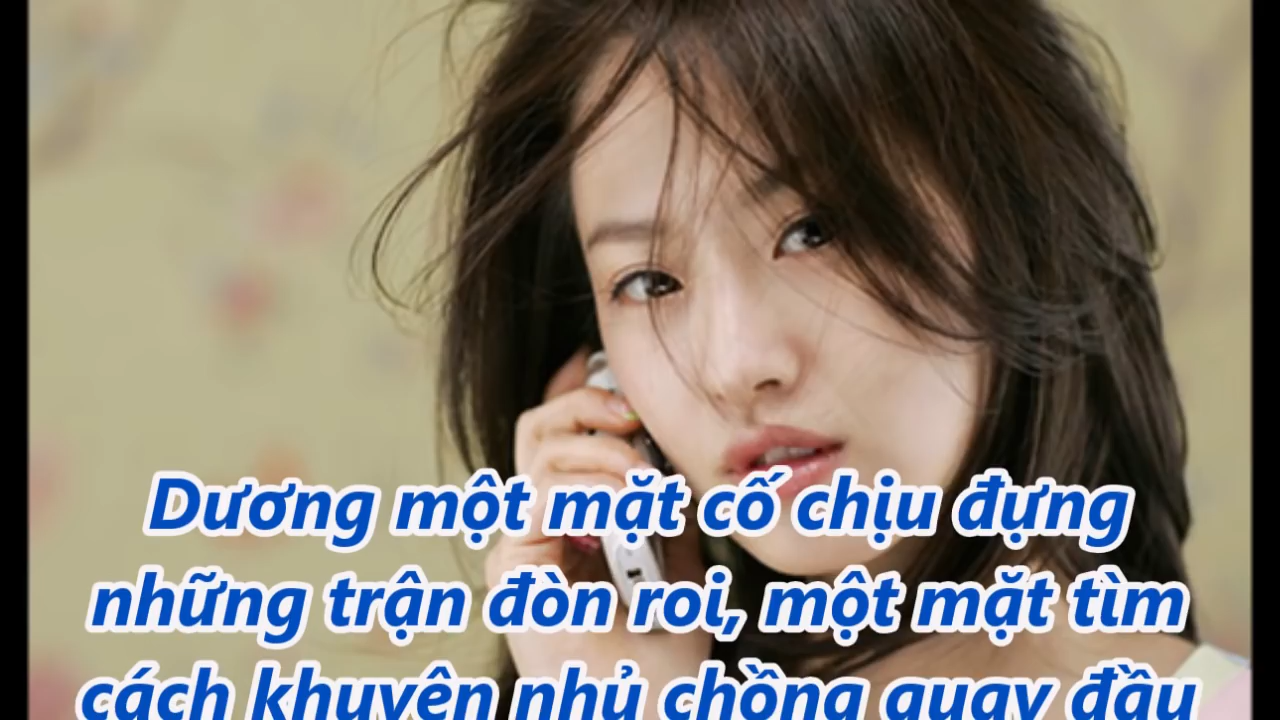 Dương một mặt cố chịu đựng
những trận đòn roi, một mặt tìm
cách khuyên nhủ chồng quay đầu